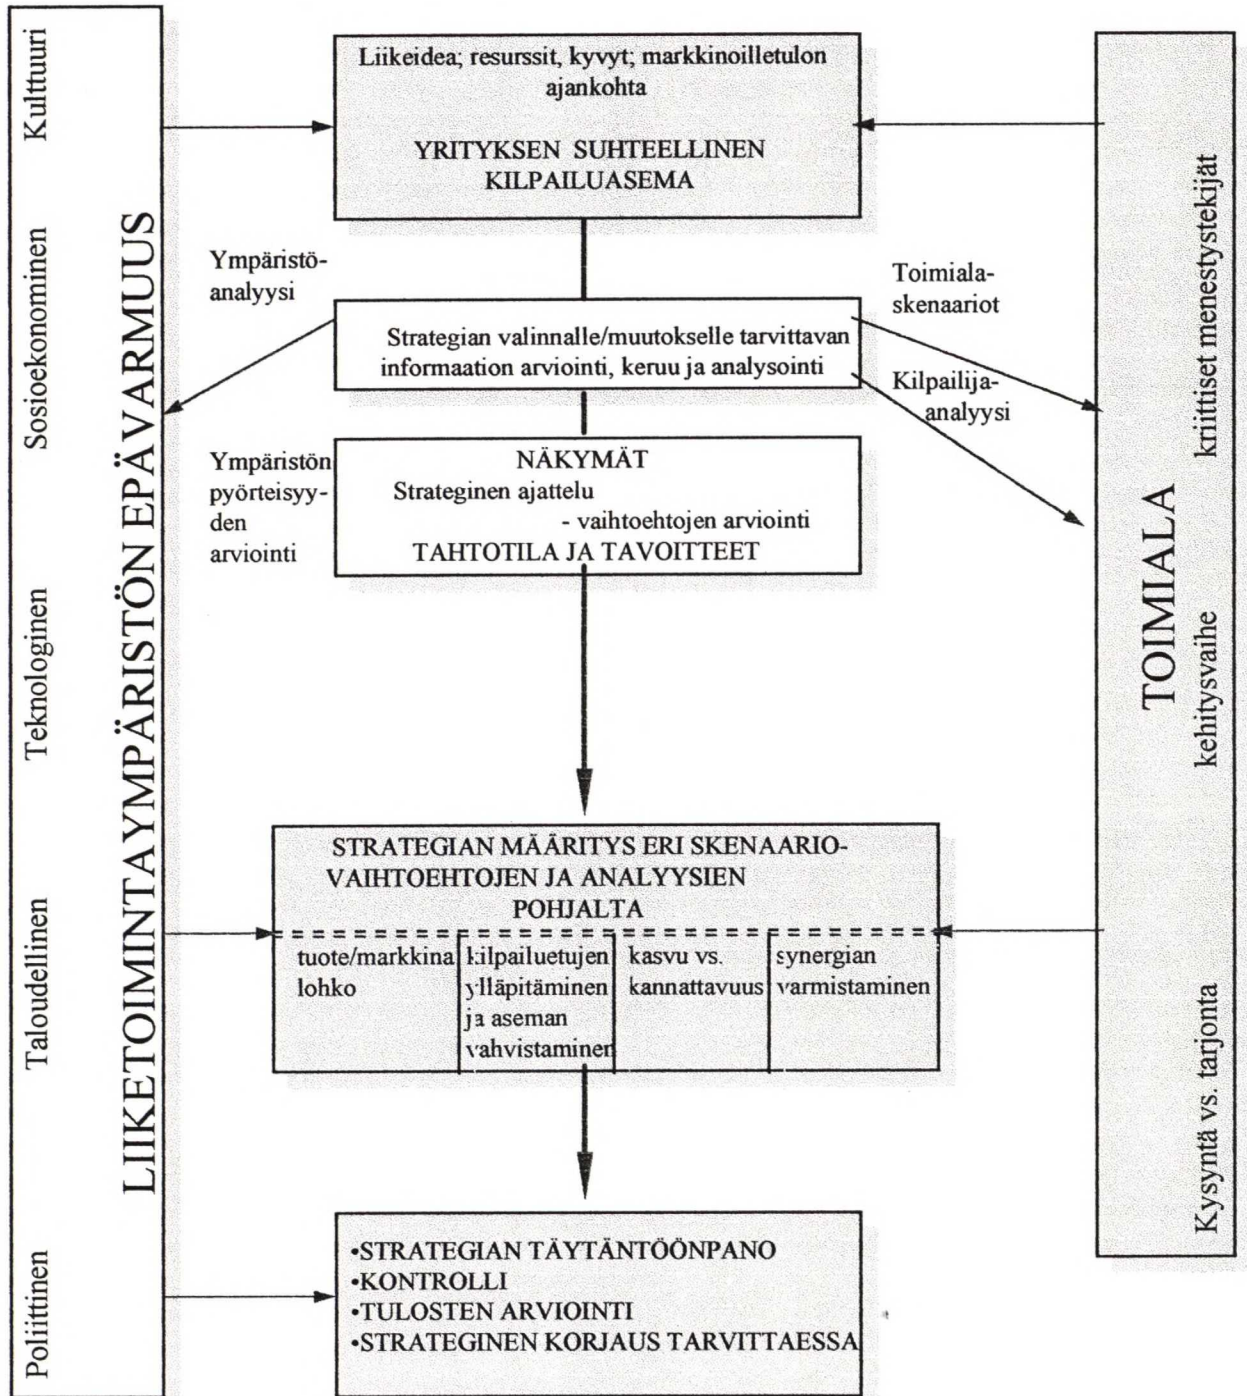 Kulttuuri
Sosioekonominen
Teknologinen
Taloudellinen
Poliittinen
LIIKETOIMINTAYMPÄRISTÖN EPÄVARMUUS
Liikeidea; resurssit, kyvyt; markkinoilletulon
ajankohta
YRITYKSEN SUHTEELLINEN
KILPAILUASEMA
Ympäristö-
analyysi
Toimiala-
skenaariot
Strategian valinnalle/muutokselle tarvittavan
informaation arviointi, keruu ja analysointi
Kilpailija-
analyysi
Ympäristön
pyörteisyy-
den
arviointi
NÄKYMÄT
Strateginen ajattelu
- vaihtoehtojen arviointi
TAHTOTILA JA TAVOITTEET
STRATEGIAN MÄÄRITYS ERI SKENAARIO-
VAIHTOEHTOJEN JA ANALYYSIEN
POHJALTA
tuote/markkina
lohko
kilpailuetujen
ylläpitäminen
ja aseman
vahvistaminen
kasvu vs.
kannattavuus
synergian
varmistaminen
•STRATEGIAN TÄYTÄNTÖÖNPANO
•KONTROLLI
•TULOSTEN ARVIOINTI
•STRATEGINEN KORJAUS TARVITTAESSA
TOIMIALA
kriittiset menestystekijät
kehitysvaihe
Kysyntä vs. tarjonta